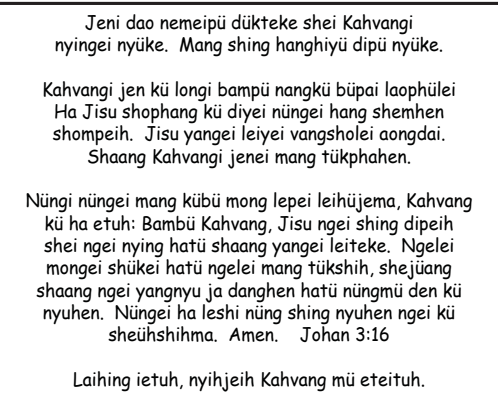 Jeni dao nemeipü dükteke shei Kahvangi
nyingei nyüke. Mang shing hanghiyü dipü nyüke.
Kahvangi jen kü longi bampü nangkü büpai laophülei
Ha Jisu shophang kü diyei nüngei hang shemhen
shompeih. Jisu yangei leiyei vangsholei aongdai.
Shaang Kahvangi jenei mang tükphahen.
Nüngi nüngei mang kübü mong lepei leihüjema, Kahvang
kü ha etuh: Bambü Kahvang, Jisu ngei shing dipeih
shei ngei nying hatü shaang yangei leiteke. Ngelei
mongei shükei hatü ngelei mang tükshih, shejüang
shaang ngei yangnyu ja danghen hatü nüngmü den kü
nyuhen. Nüngei ha leshi nüng shing nyuhen ngei kü
sheühshihma. Amen. Johan 3:16
Laihing ietuh, nyihjeih Kahvang mü eteituh.